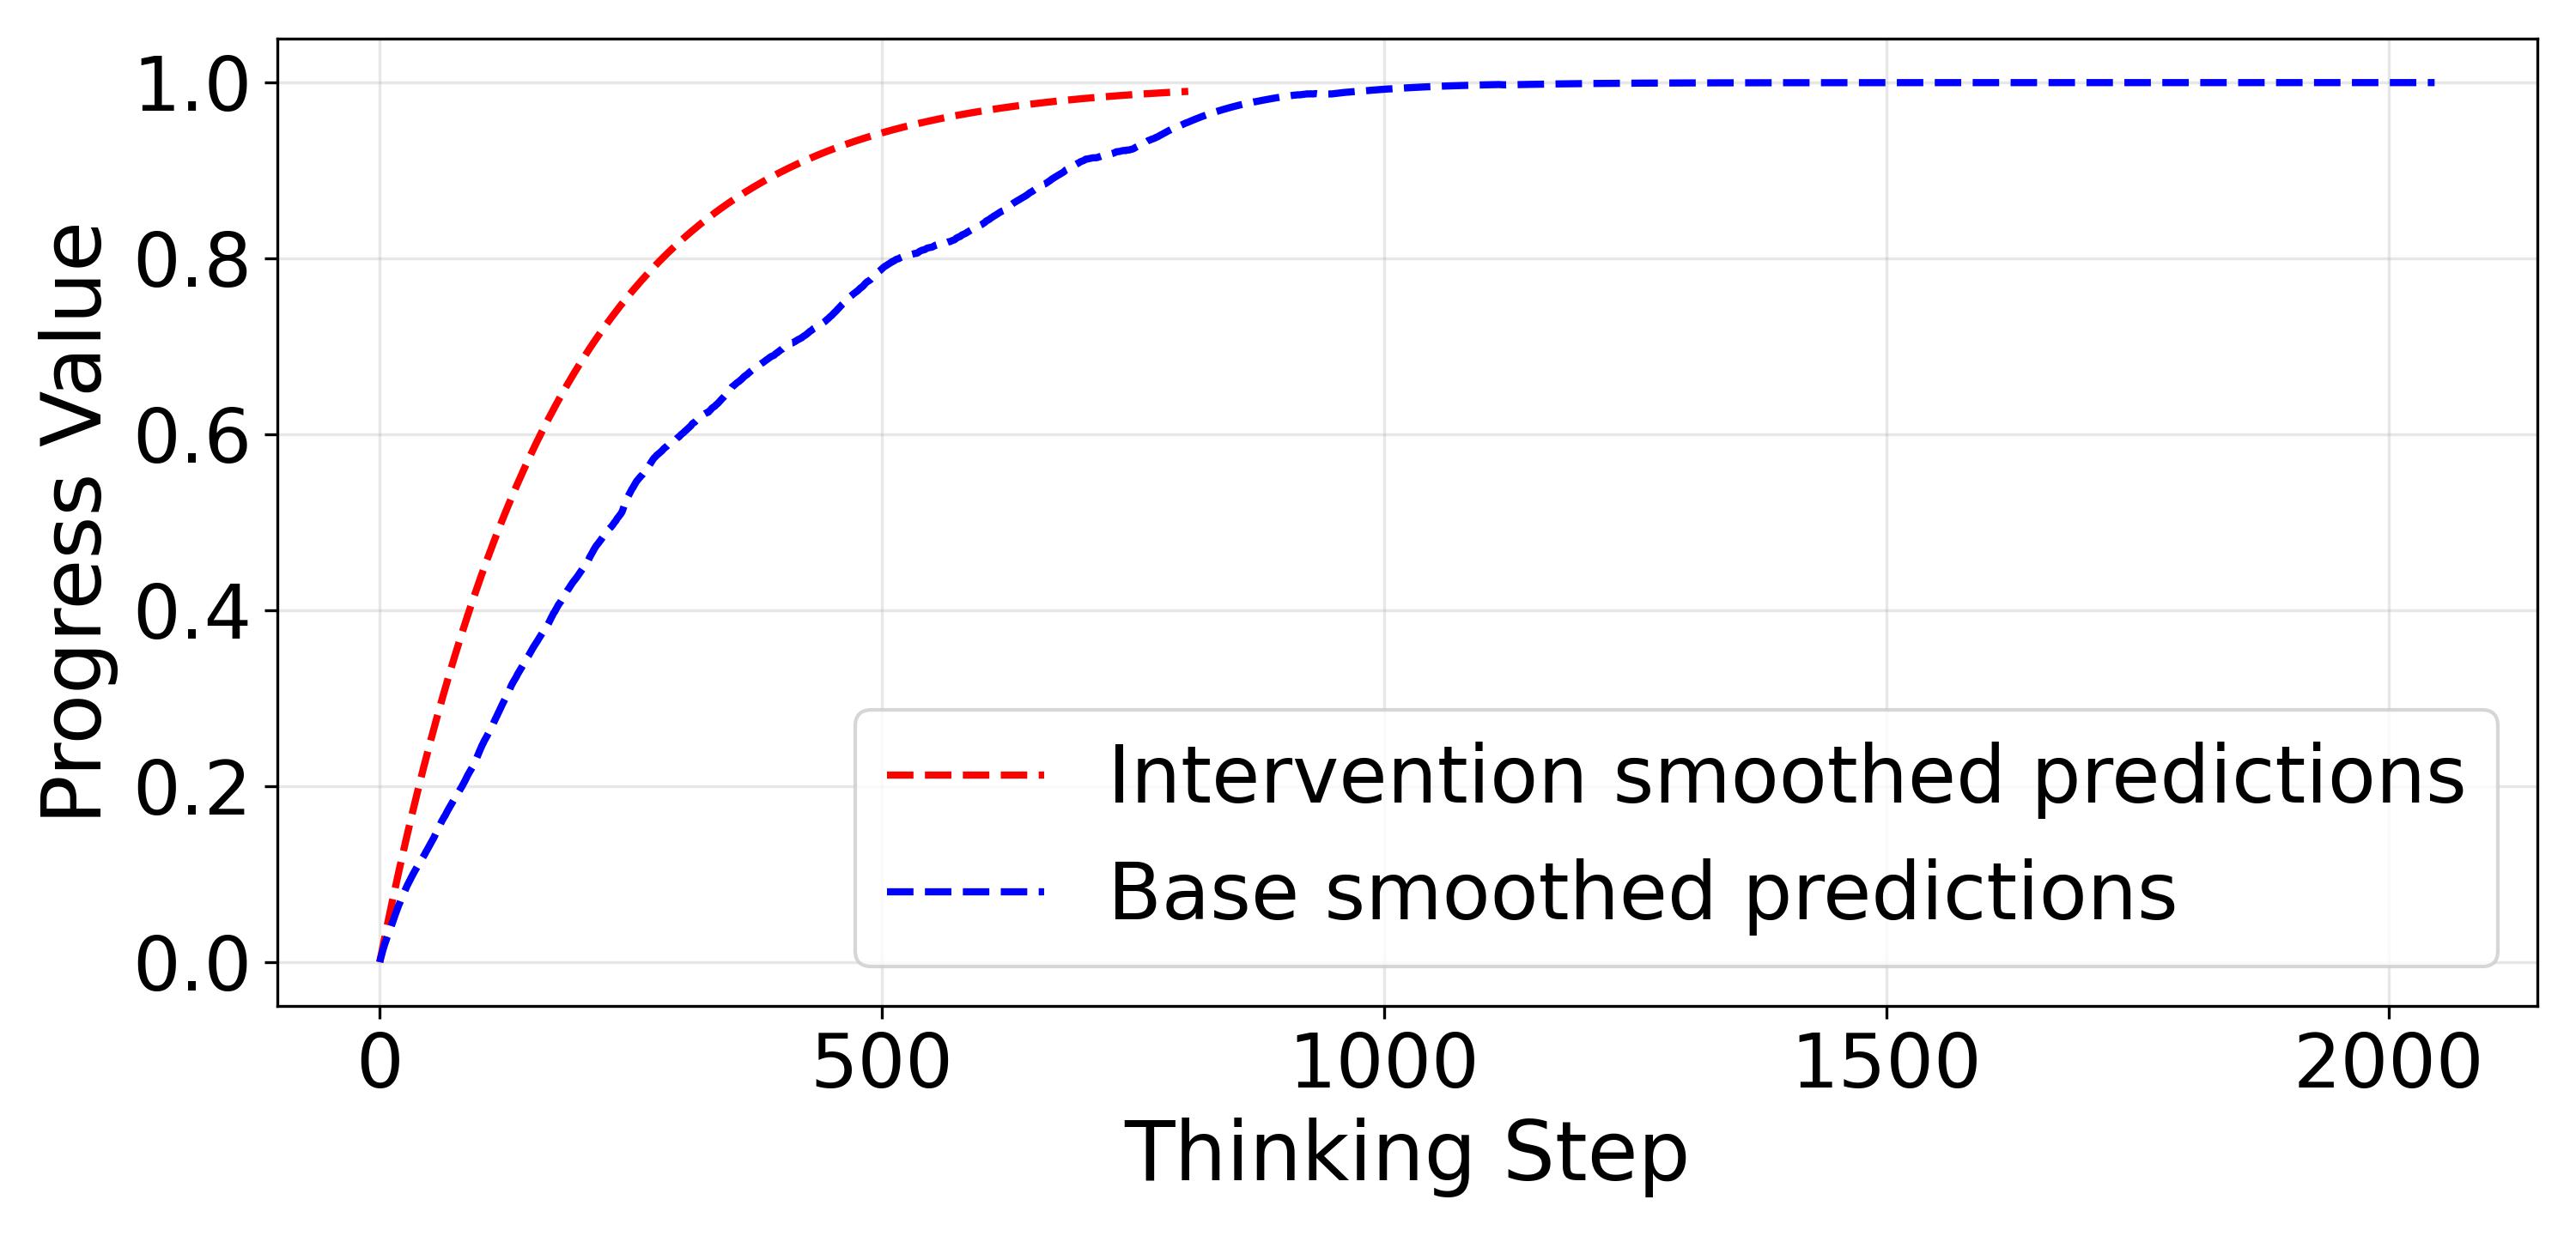 1.0
0.8
0.6
0.4
0.2
0.0
Progress Value
Intervention smoothed predictions
Base smoothed predictions
0 500 1000 1500 2000
Thinking Step